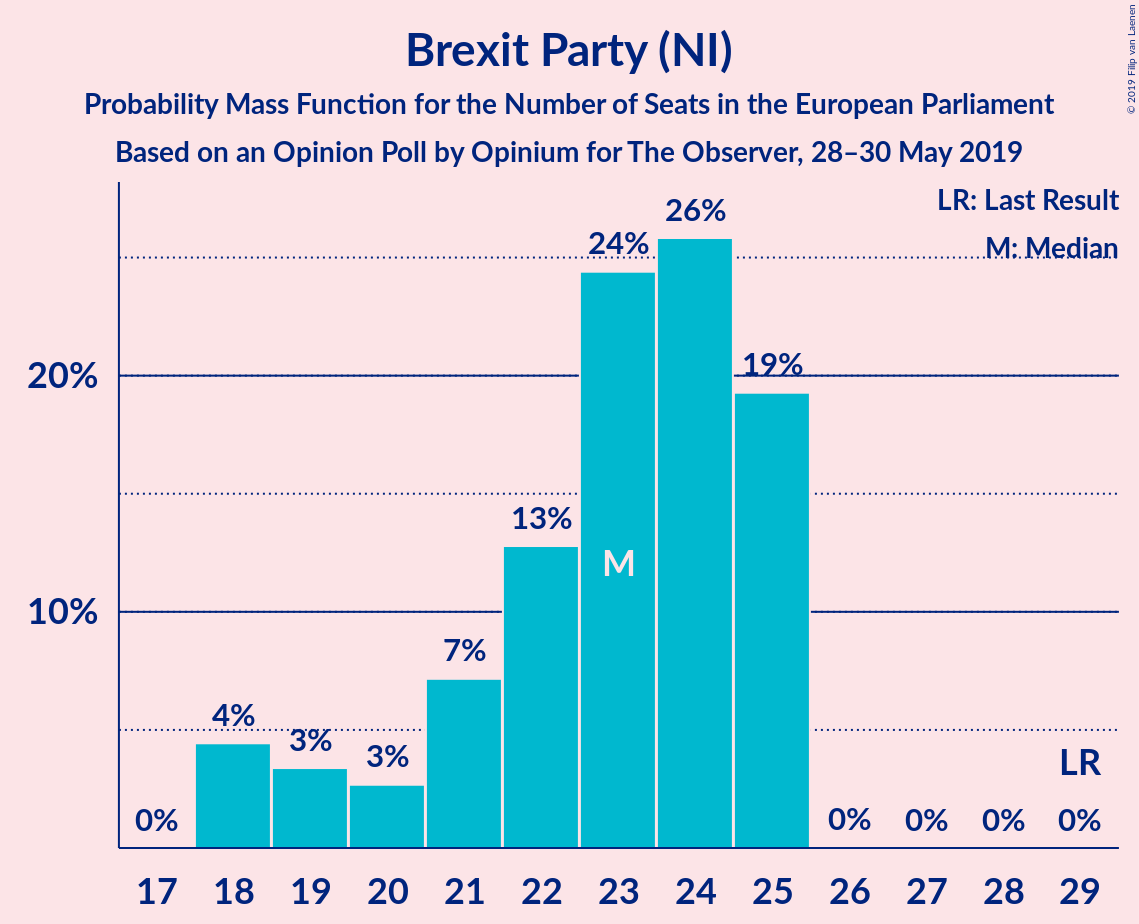 Brexit Party (NI)
Probability Mass Function for the Number of Seats in the European Parliament
Based on an Opinion Poll by Opinium for The Observer, 28–30 May 2019
© 2019 Filip van Laenen
LR: Last Result
M: Median
20%
10%
0%
4%
3%
3%
7%
13%
24%
26%
19%
0%
0%
0%
0%
M
LR
17 18 19 20 21 22 23 24 25 26 27 28 29